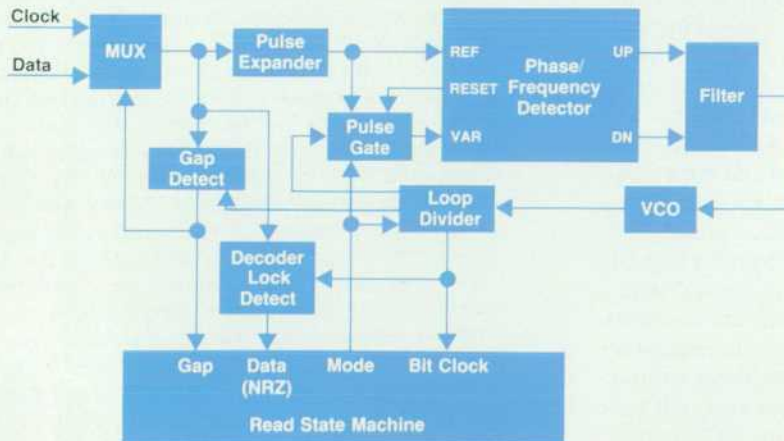 Clock
Data
MUX
Pulse
Expander
REF
RESET
VAR
Phase/
Frequency
Detector
UP
DN
Filter
Pulse
Gate
Gap
Detect
Loop
Divider
VCO
Decoder
Lock
Detect
Gap
Data
(NRZ)
Mode
Bit Clock
Read State Machine